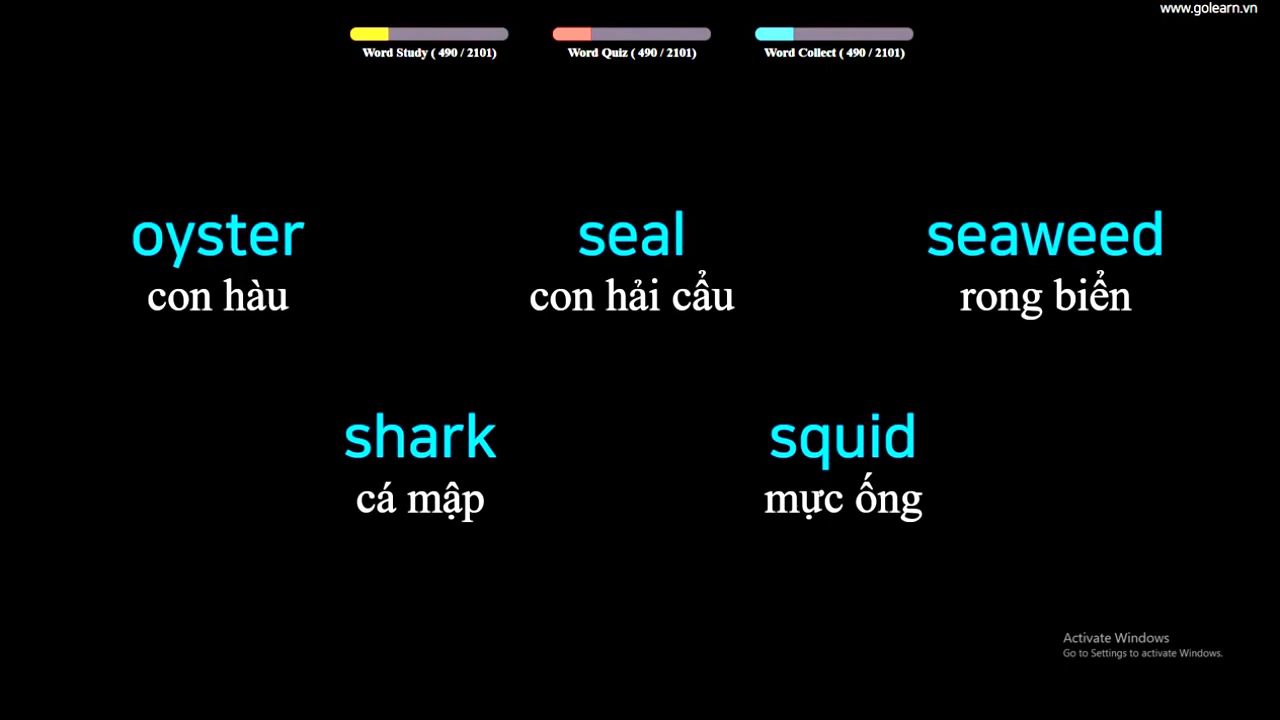 www.golearn.vn
Word Study ( 490 / 2101)
Word Quiz ( 490 / 2101)
Word Collect ( 490 / 2101)
oyster
con hàu
seal
con hải cẩu
seaweed
rong biển
shark
cá mập
squid
mực ống
Activate Windows
Go to Settings to activate Windows.